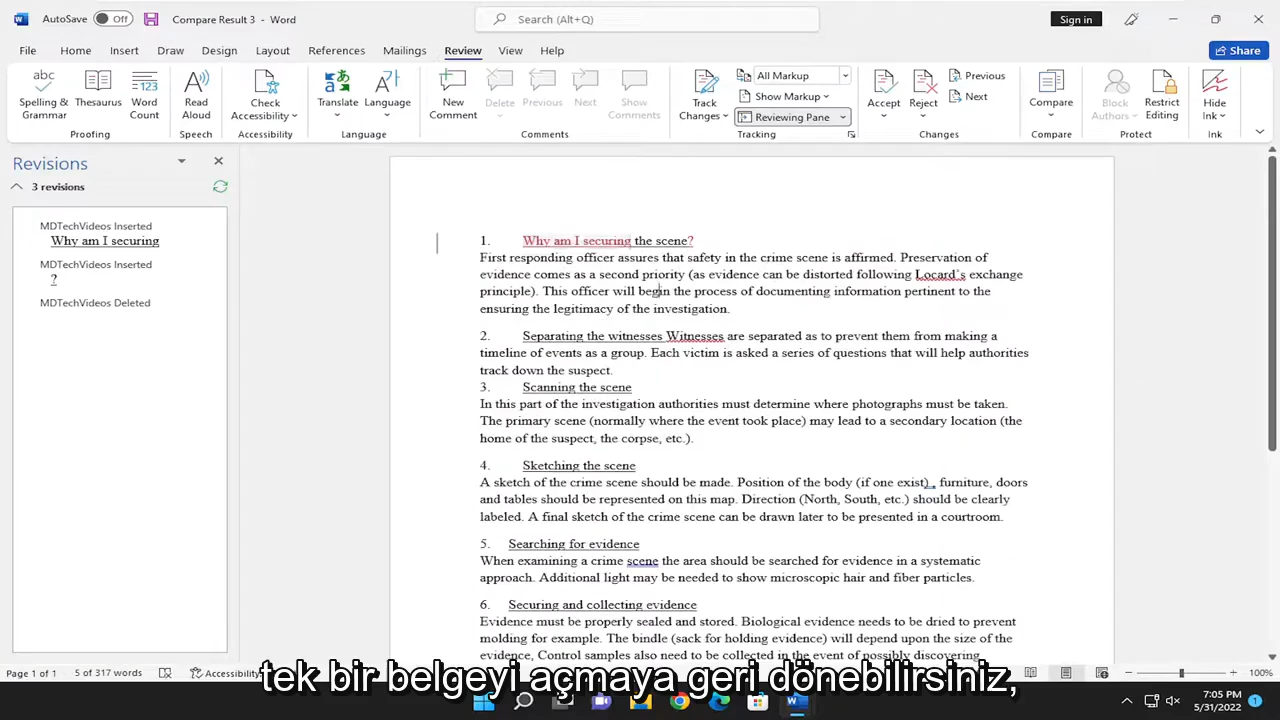 AutoSave Off Compare Result 3 - Word Search (Alt+Q) Sign in
File Home Insert Draw Design Layout References Mailings Review View Help Share
Spelling & Grammar Thesaurus Word Count Read Aloud Check Accessibility Translate Language New Comment Delete Previous Next Show Comments Track Changes All Markup Show Markup Reviewing Pane Accept Reject Previous Next Compare Block Authors Restrict Editing Hide Ink
Proofing Speech Accessibility Language Comments Tracking Changes Compare Protect Ink
Revisions
3 revisions
MDTechVideos Inserted
Why am I securing
MDTechVideos Inserted
?
MDTechVideos Deleted
1. Why am I securing the scene?
First responding officer assures that safety in the crime scene is affirmed. Preservation of
evidence comes as a second priority (as evidence can be distorted following Locard's exchange
principle). This officer will begin the process of documenting information pertinent to the
ensuring the legitimacy of the investigation.
2. Separating the witnesses Witnesses are separated as to prevent them from making a
timeline of events as a group. Each victim is asked a series of questions that will help authorities
track down the suspect.
3. Scanning the scene
In this part of the investigation authorities must determine where photographs must be taken.
The primary scene (normally where the event took place) may lead to a secondary location (the
home of the suspect, the corpse, etc.).
4. Sketching the scene
A sketch of the crime scene should be made. Position of the body (if one exist) , furniture, doors
and tables should be represented on this map. Direction (North, South, etc.) should be clearly
labeled. A final sketch of the crime scene can be drawn later to be presented in a courtroom.
5. Searching for evidence
When examining a crime scene the area should be searched for evidence in a systematic
approach. Additional light may be needed to show microscopic hair and fiber particles.
6. Securing and collecting evidence
Evidence must be properly sealed and stored. Biological evidence needs to be dried to prevent
molding for example. The bindle (sack for holding evidence) will depend upon the size of the
evidence, Control samples also need to be collected in the event of possibly discovering
tek bir belgeyi açmaya geri dönebilirsiniz,
Page 1 of 1 5 of 317 words Accessibility 100%
7:05 PM
5/31/2022